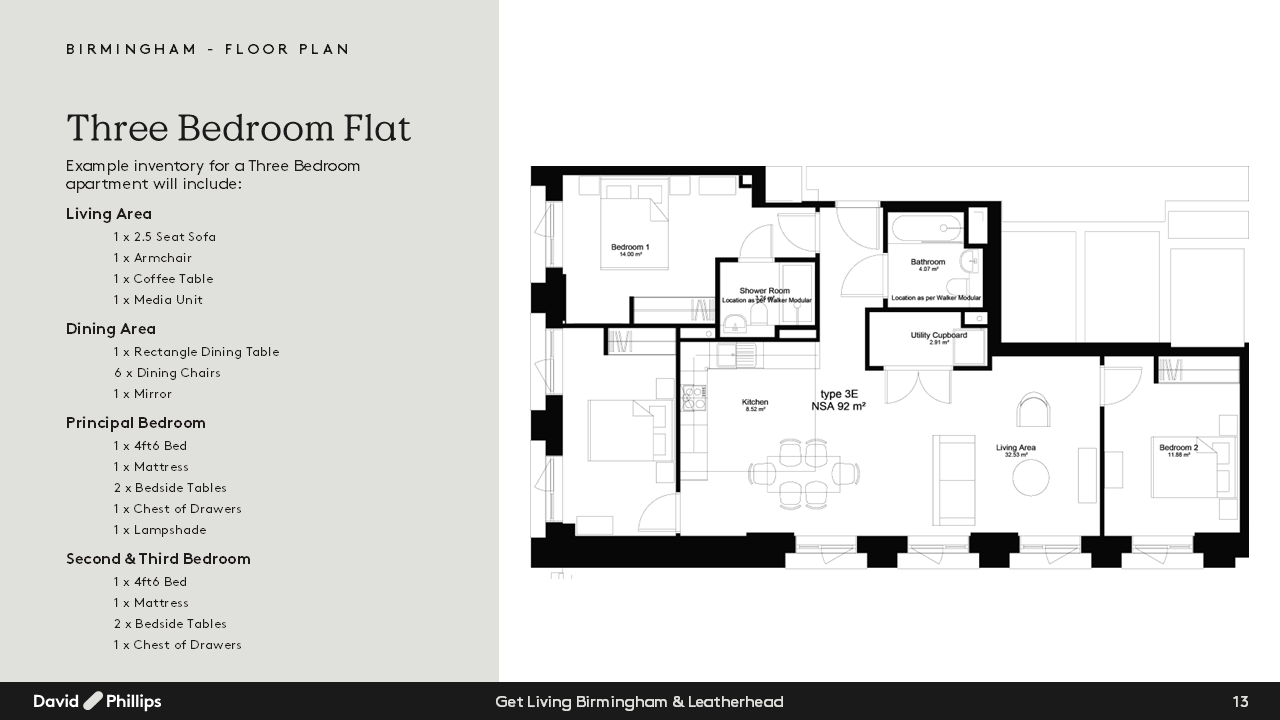 BIRMINGHAM - FLOOR PLAN
Three Bedroom Flat
Example inventory for a Three Bedroom
apartment will include:
Living Area
1 x 2.5 Seat Sofa
1 x Armchair
1 x Coffee Table
1 x Media Unit
Dining Area
1 x Rectangle Dining Table
6 x Dining Chairs
1 x Mirror
Principal Bedroom
1 x 4ft6 Bed
1 x Mattress
2 x Bedside Tables
1 x Chest of Drawers
1 x Lampshade
Second & Third Bedroom
1 x 4ft6 Bed
1 x Mattress
2 x Bedside Tables
1 x Chest of Drawers
Bedroom 1
14.00 m²
Shower Room
Location as per Walker Modular
Bathroom
4.07 m²
Location as per Walker Modular
Utility Cupboard
2.91 m²
Kitchen
8.52 m²
type 3E
NSA 92 m²
Living Area
32.53 m²
Bedroom 2
11.88 m²
David Phillips
Get Living Birmingham & Leatherhead
13